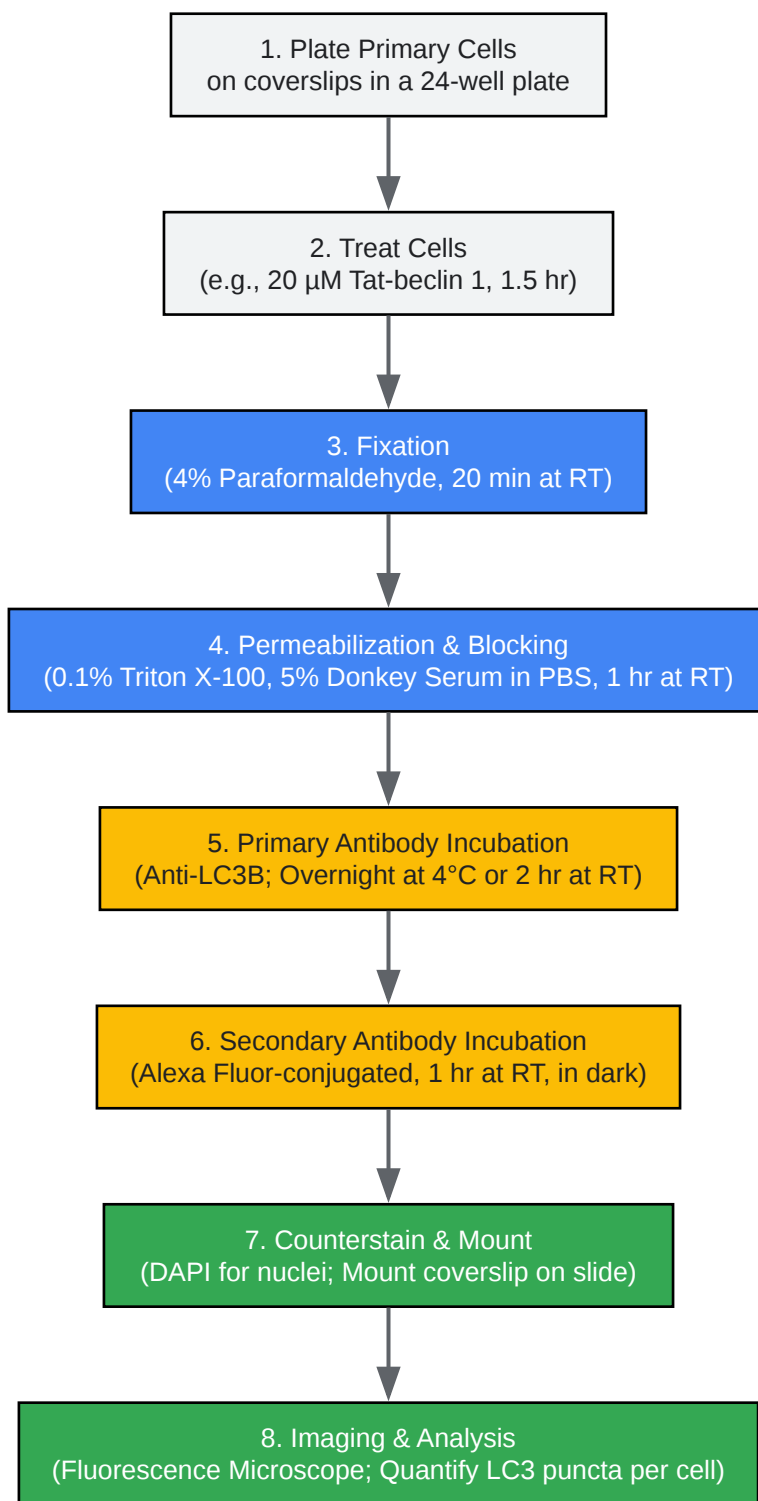 1. Plate Primary Cells
on coverslips in a 24-well plate
2. Treat Cells
(e.g., 20 µM Tat-beclin 1, 1.5 hr)
3. Fixation
(4% Paraformaldehyde, 20 min at RT)
4. Permeabilization & Blocking
(0.1% Triton X-100, 5% Donkey Serum in PBS, 1 hr at RT)
5. Primary Antibody Incubation
(Anti-LC3B; Overnight at 4°C or 2 hr at RT)
6. Secondary Antibody Incubation
(Alexa Fluor-conjugated, 1 hr at RT, in dark)
7. Counterstain & Mount
(DAPI for nuclei; Mount coverslip on slide)
8. Imaging & Analysis
(Fluorescence Microscope; Quantify LC3 puncta per cell)